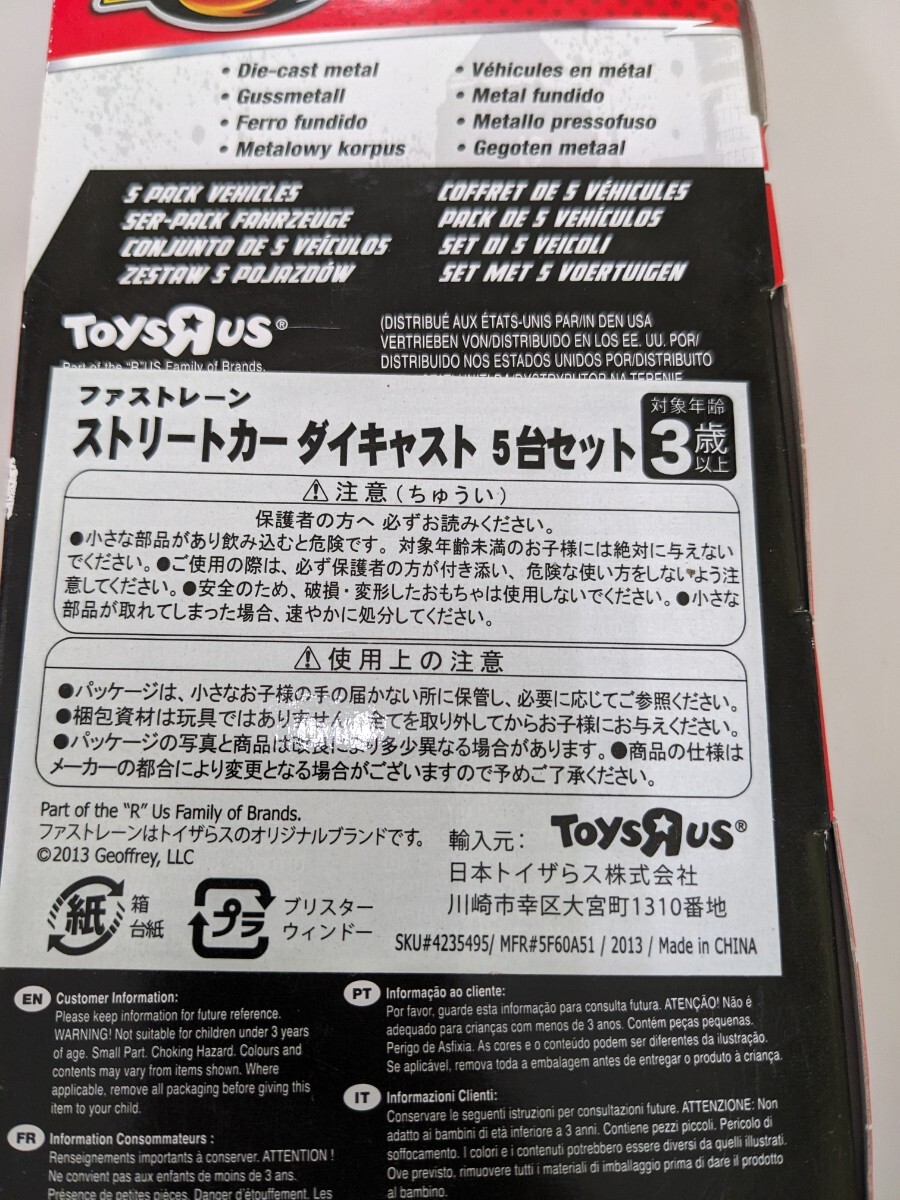 • Die-cast metal
• Gussmetall
• Ferro fundido
• Metalowy korpus
• Véhicules en métal
• Metal fundido
• Metallo pressofuso
• Gegoten metaal
5 PACK VEHICLES
5ER-PACK FAHRZEUGE
CONJUNTO DE 5 VEÍCULOS
ZESTAW 5 POJAZDÓW
COFFRET DE 5 VÉHICULES
PACK DE 5 VEHÍCULOS
SET DI 5 VEICOLI
SET MET 5 VOERTUIGEN
TOYSЯUS®
Part of the "R"US Family of Brands.
(DISTRIBUÉ AUX ÉTATS-UNIS PAR/IN DEN USA
VERTRIEBEN VON/DISTRIBUIDO EN LOS EE. UU. POR/
DISTRIBUIDO NOS ESTADOS UNIDOS POR/DISTRIBUITO
ファストレーン
ストリートカー ダイキャスト 5台セット
対象年齢
3歳
以上
⚠注意(ちゅうい)
保護者の方へ 必ずお読みください。
●小さな部品があり飲み込むと危険です。対象年齢未満のお子様には絶対に与えない
でください。●ご使用の際は、必ず保護者の方が付き添い、危険な使い方をしないよう注
意してください。●安全のため、破損・変形したおもちゃは使用しないでください。●小さな
部品が取れてしまった場合、速やかに処分してください。
⚠使用上の注意
●パッケージは、小さなお子様の手の届かない所に保管し、必要に応じてご参照ください。
●梱包資材は玩具ではありません。全てを取り外してからお子様にお与えください。
●パッケージの写真と商品は改良により多少異なる場合があります。●商品の仕様は
メーカーの都合により変更となる場合がございますので予めご了承ください。
Part of the "R" Us Family of Brands.
ファストレーンはトイザらスのオリジナルブランドです。
©2013 Geoffrey, LLC
輸入元: TOYSЯUS®
日本トイザらス株式会社
川崎市幸区大宮町1310番地
紙
箱
台紙
プラ
ブリスター
ウィンドー
SKU#4235495/ MFR#5F60A51 / 2013 / Made in CHINA
EN Customer Information:
Please keep information for future reference.
WARNING! Not suitable for children under 3 years
of age. Small Part. Choking Hazard. Colours and
contents may vary from items shown. Where
applicable, remove all packaging before giving this
item to your child.
FR Information Consommateurs :
Renseignements importants à conserver. ATTENTION !
Ne convient pas aux enfants de moins de 3 ans.
Présence de petites pièces. Danger d'étouffement. Les
PT Informação ao cliente:
Por favor, guarde esta informação para consulta futura. ATENÇÃO! Não é
adequado para crianças com menos de 3 anos. Contém peças pequenas.
Perigo de Asfixia. As cores e o conteúdo podem ser diferentes da ilustração.
Se aplicável, remova toda a embalagem antes de entregar o produto à criança.
IT Informazioni Clienti:
Conservare le seguenti istruzioni per consultazioni future. ATTENZIONE: Non
adatto ai bambini di età inferiore a 3 anni. Contiene pezzi piccoli. Pericolo di
soffocamento. I colori e i contenuti potrebbero essere diversi da quelli illustrati.
Ove previsto, rimuovere tutti i materiali di imballaggio prima di dare il prodotto
al bambino.